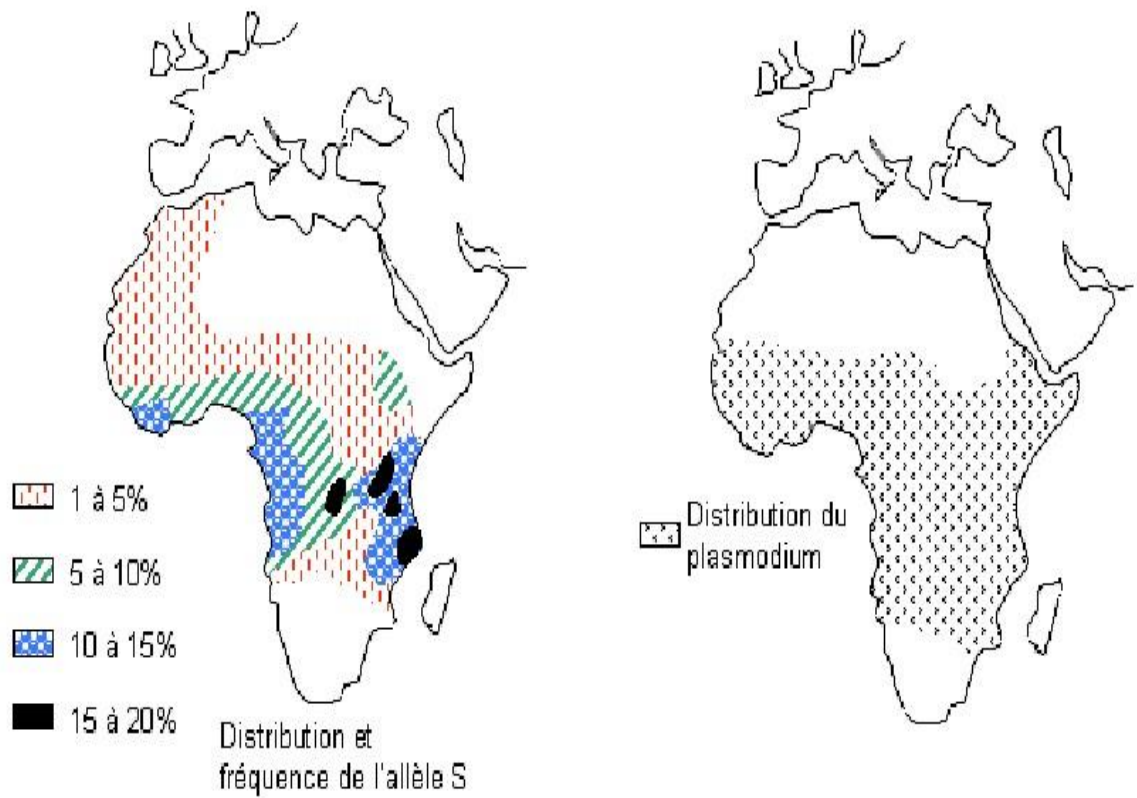 1 à 5%
5 à 10%
10 à 15%
15 à 20%
Distribution et
fréquence de l'allèle S
Distribution du
plasmodium